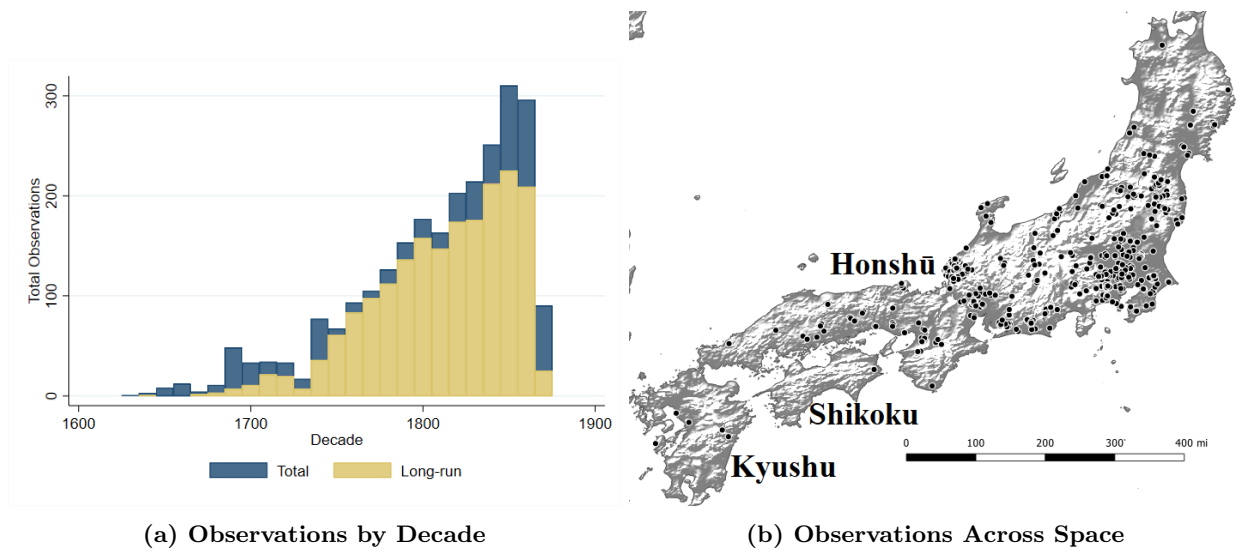 300
200
100
0
Total Observations
1600
1700
1800
1900
Decade
Total
Long-run
(a) Observations by Decade
Honshū
Shikoku
Kyushu
0 100 200 300' 400 mi
(b) Observations Across Space